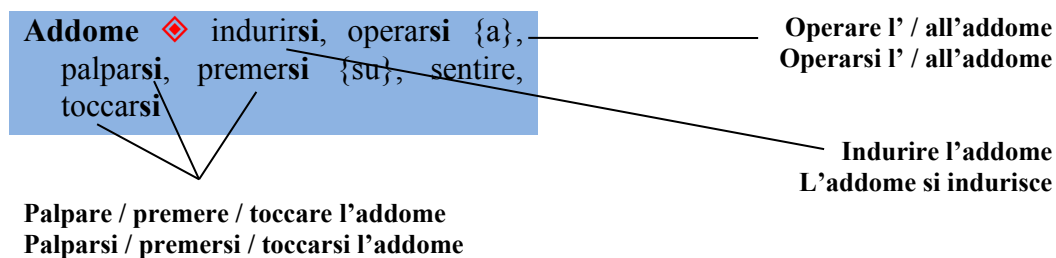 Addome ◈ indurirsi, operarsi {a},
palparsi, premersi {su}, sentire,
toccarsi
Operare l’ / all’addome
Operarsi l’ / all’addome
Indurire l’addome
L’addome si indurisce
Palpare / premere / toccare l’addome
Palparsi / premersi / toccarsi l’addome